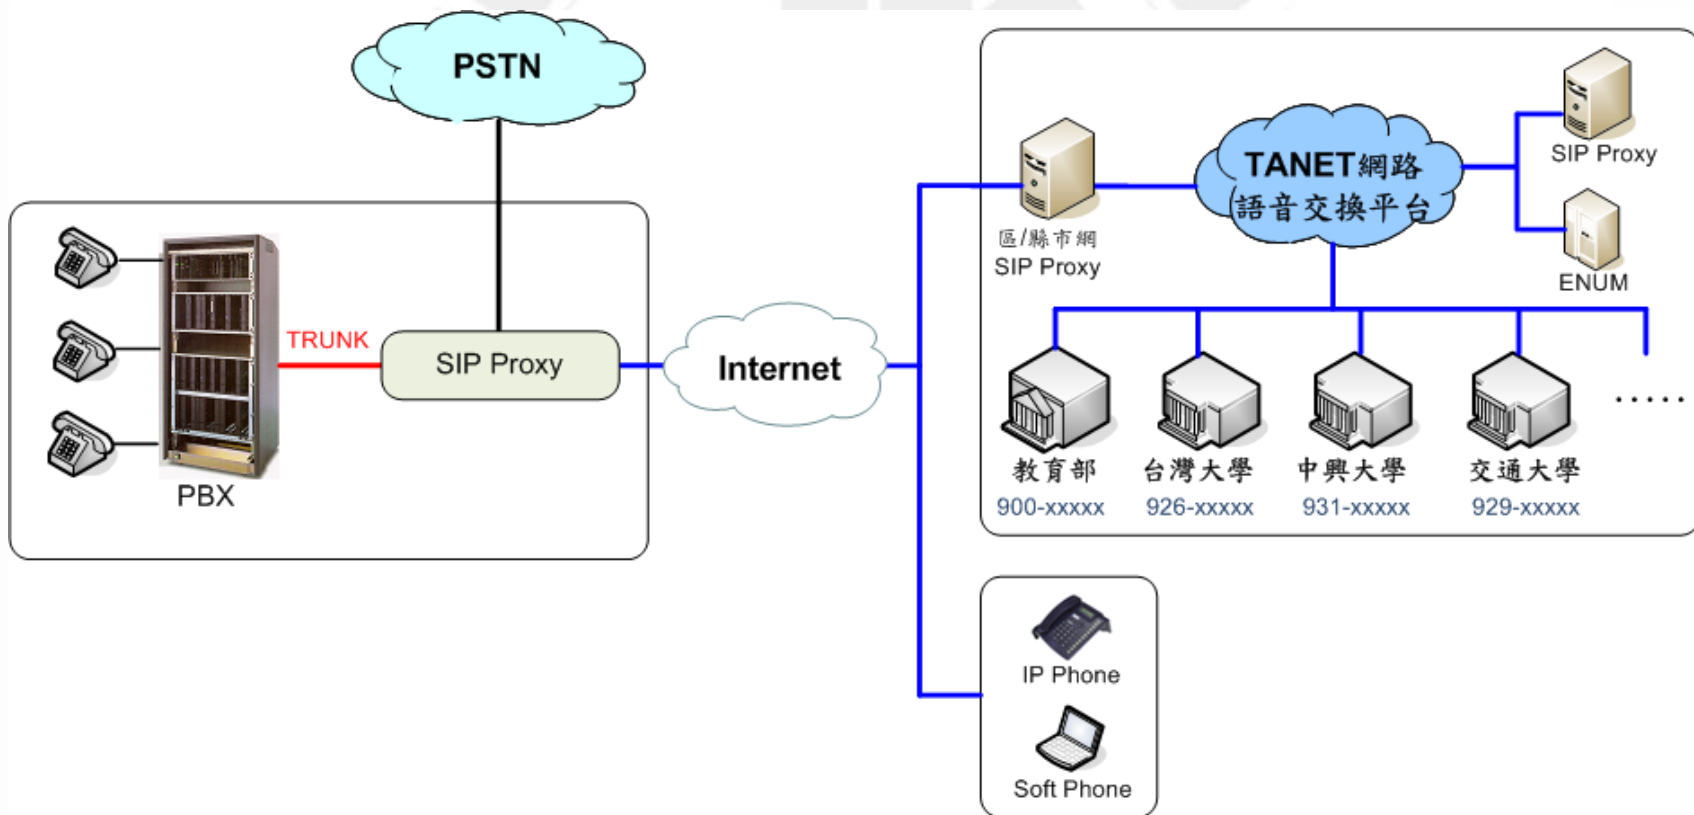 PSTN
TRUNK
SIP Proxy
PBX
Internet
區/縣市網
SIP Proxy
TANET網路
語音交換平台
SIP Proxy
ENUM
教育部
900-xxxxx
台灣大學
926-xxxxx
中興大學
931-xxxxx
交通大學
929-xxxxx
.....
IP Phone
Soft Phone